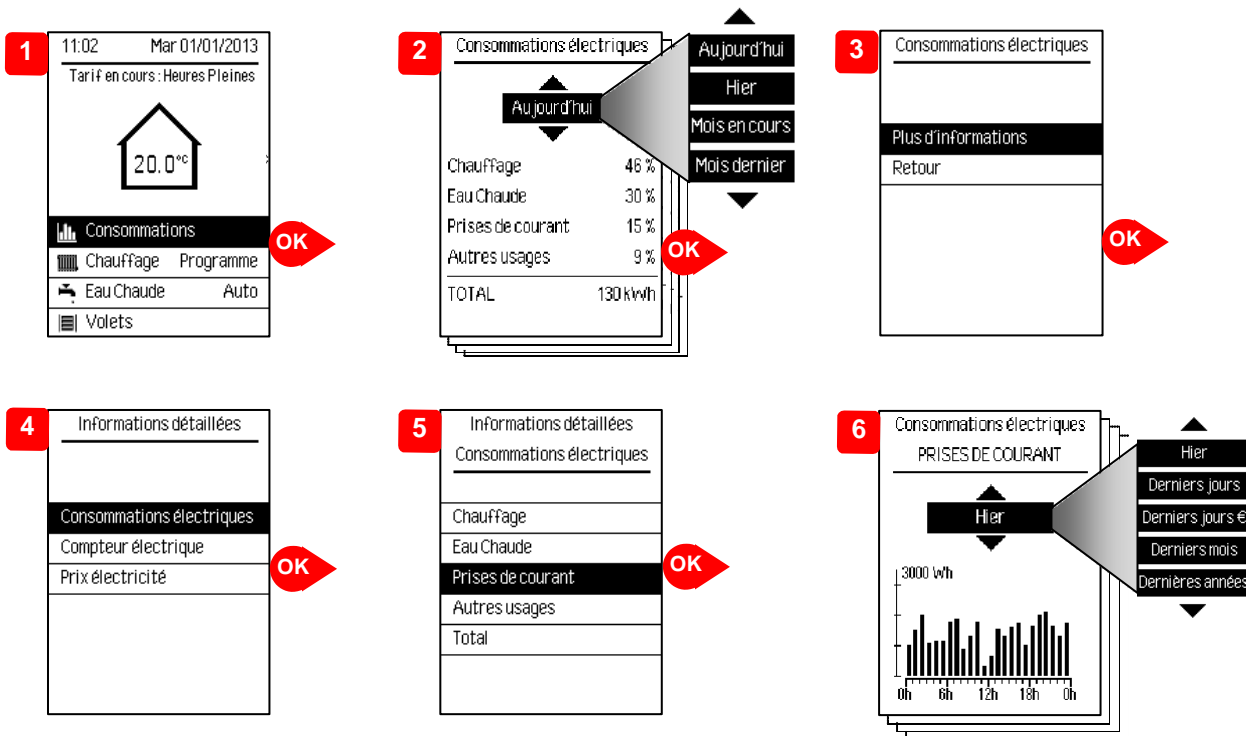 1
11:02 Mar 01/01/2013
Tarif en cours : Heures Pleines
20.0°C
Consommations
Chauffage Programme
Eau Chaude Auto
Volets
OK
2
Consommations électriques
Aujourd'hui
Chauffage 46 %
Eau Chaude 30 %
Prises de courant 15 %
Autres usages 9 %
TOTAL 130 kWh
Aujourd'hui
Hier
Mois en cours
Mois dernier
OK
3
Consommations électriques
Plus d'informations
Retour
OK
4
Informations détaillées
Consommations électriques
Compteur électrique
Prix électricité
OK
5
Informations détaillées
Consommations électriques
Chauffage
Eau Chaude
Prises de courant
Autres usages
Total
OK
6
Consommations électriques
PRISES DE COURANT
Hier
3000 Wh
0h 6h 12h 18h 0h
Hier
Derniers jours
Derniers jours €
Derniers mois
Dernières années